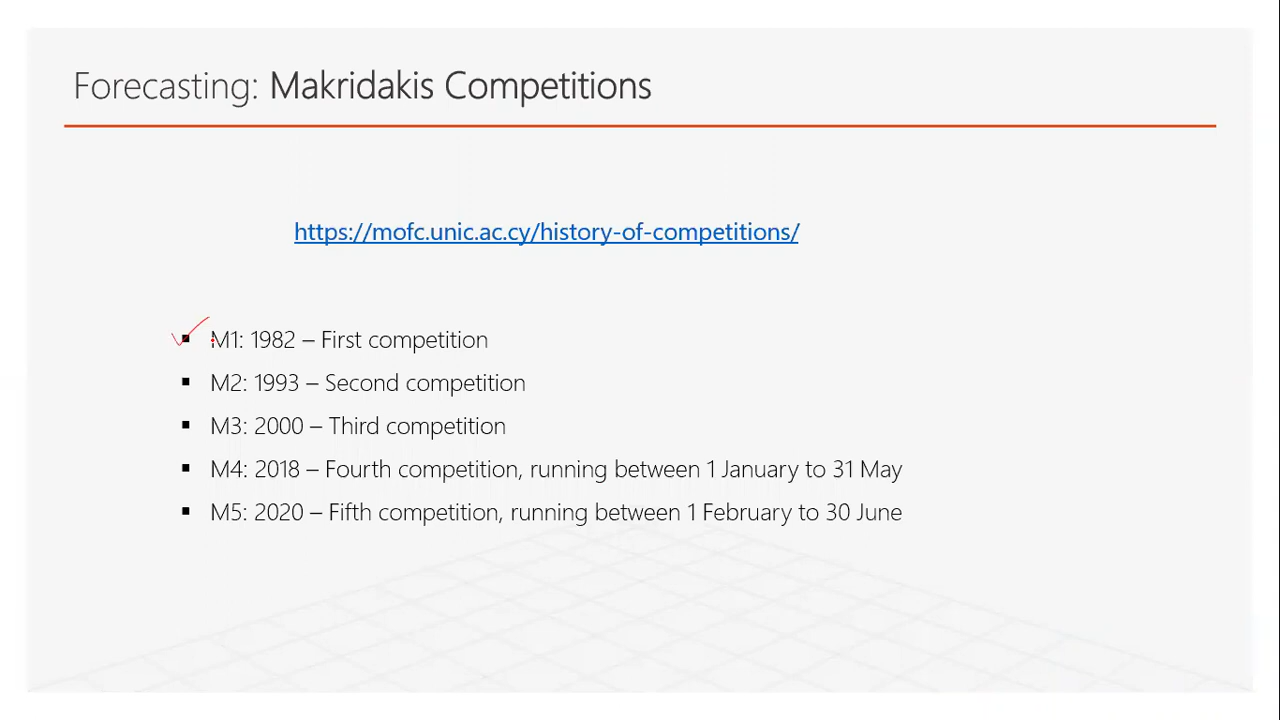 Forecasting: Makridakis Competitions
https://mofc.unic.ac.cy/history-of-competitions/
▪ M1: 1982 – First competition
▪ M2: 1993 – Second competition
▪ M3: 2000 – Third competition
▪ M4: 2018 – Fourth competition, running between 1 January to 31 May
▪ M5: 2020 – Fifth competition, running between 1 February to 30 June